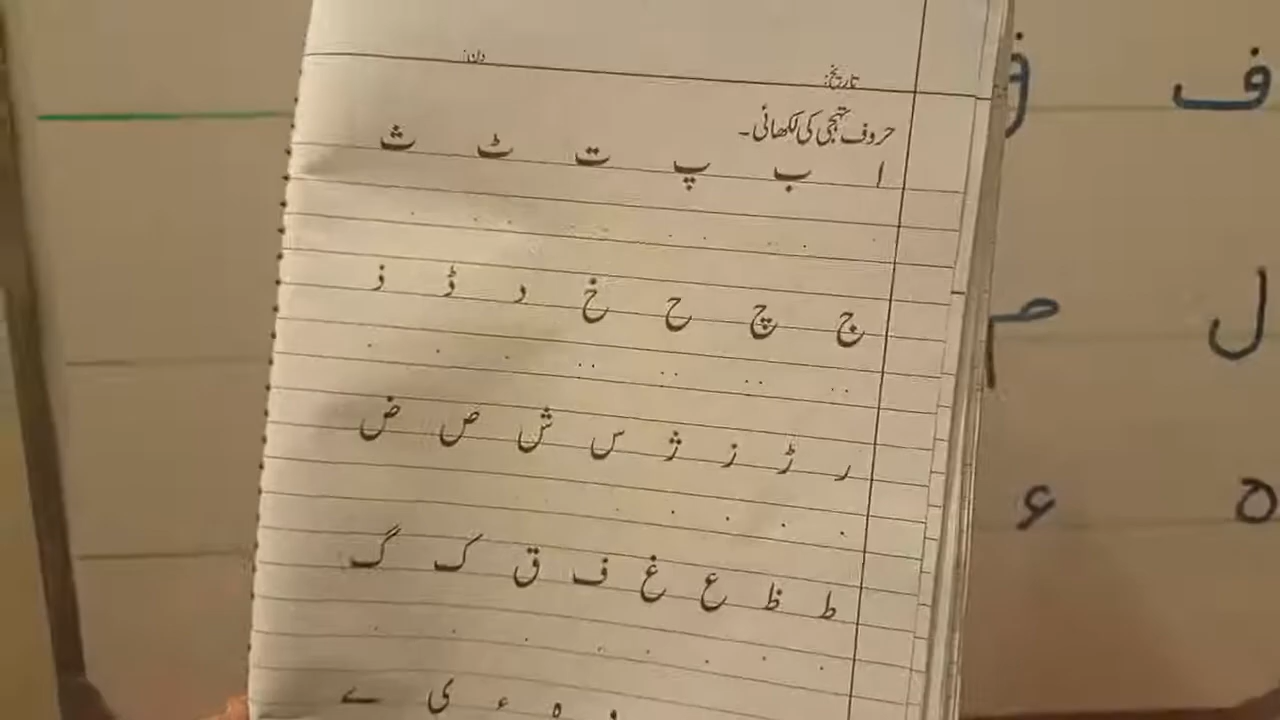 تاریخ: دن:
حروف تہجی کی لکھائی۔
ا ب پ ت ٹ ث
ج چ ح خ د ڈ ذ
ر ڑ ز ژ س ش ص ض
ط ظ ع غ ف ق ک گ
ہ ء ی ے
ف ق
ل م
ہ ء